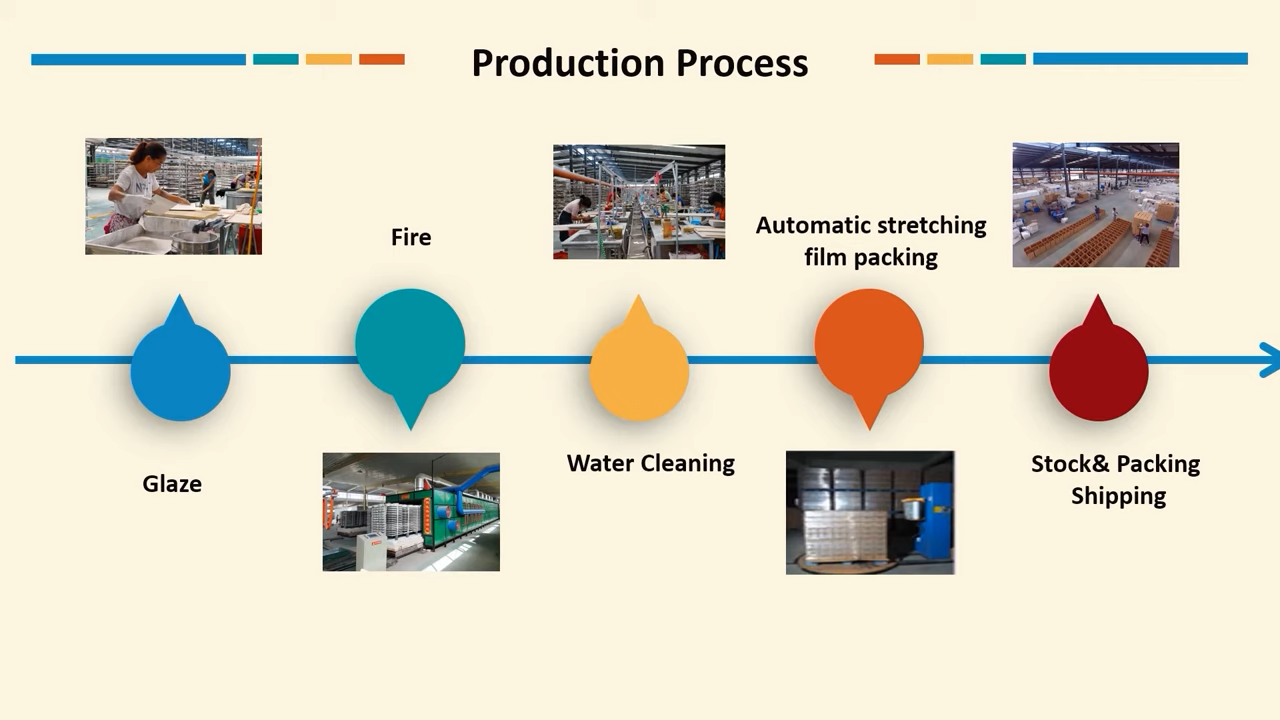 Production Process
Glaze
Fire
Water Cleaning
Automatic stretching
film packing
Stock& Packing
Shipping